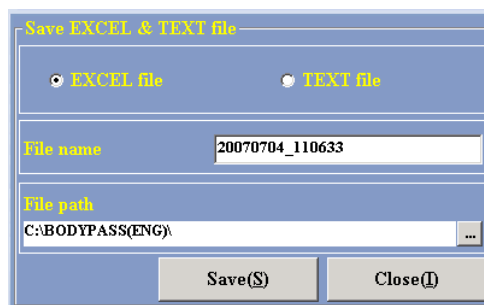 Save EXCEL & TEXT file
EXCEL file TEXT file
File name 20070704_110633
File path
C:\BODYPASS(ENG)\
...
Save(S) Close(I)